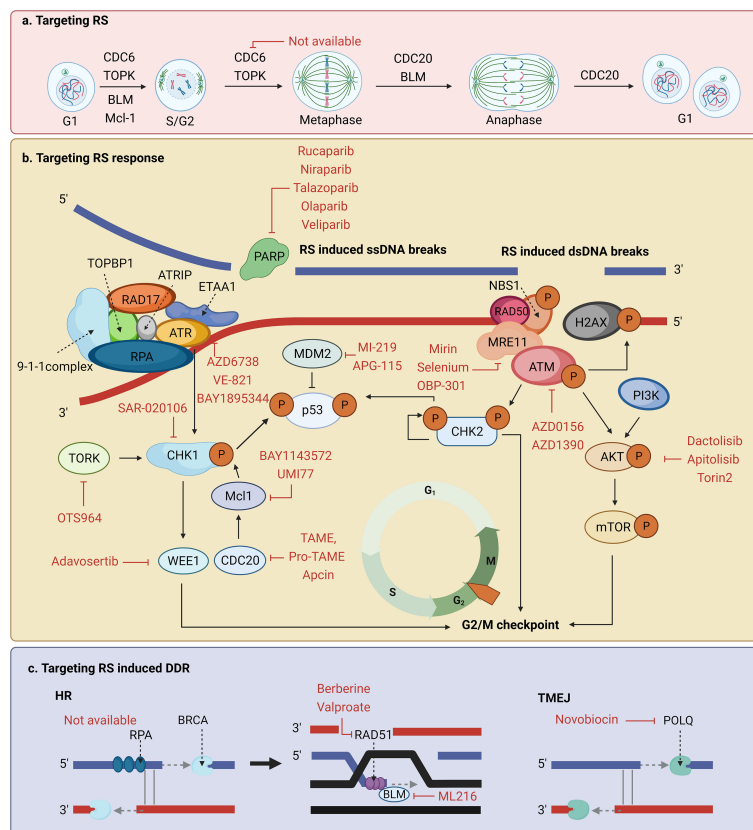 a. Targeting RS
Not available
CDC6
TOPK
BLM
Mcl-1
CDC6
TOPK
CDC20
BLM
CDC20
G1
S/G2
Metaphase
Anaphase
G1
b. Targeting RS response
Rucaparib
Niraparib
Talazoparib
Olaparib
Veliparib
5'
PARP
RS induced ssDNA breaks
RS induced dsDNA breaks
3'
TOPBP1
ATRIP
ETAA1
RAD17
ATR
RPA
9-1-1complex
3'
NBS1
P
RAD50
MRE11
H2AX
P
5'
ATM
P
AZD6738
VE-821
BAY1895344
MDM2
MI-219
APG-115
Mirin
Selenium
OBP-301
P
p53
P
PI3K
SAR-020106
P
CHK2
P
AZD0156
AZD1390
TORK
CHK1
P
BAY1143572
UMI77
AKT
P
Dactolisib
Apitolisib
Torin2
OTS964
Mcl1
mTOR
P
Adavosertib
WEE1
CDC20
TAME,
Pro-TAME
Apcin
G1
S
G2
M
G2/M checkpoint
c. Targeting RS induced DDR
HR
Not available
RPA
BRCA
5'
3'
Berberine
Valproate
3'
RAD51
5'
BLM
ML216
TMEJ
Novobiocin
POLQ
5'
3'